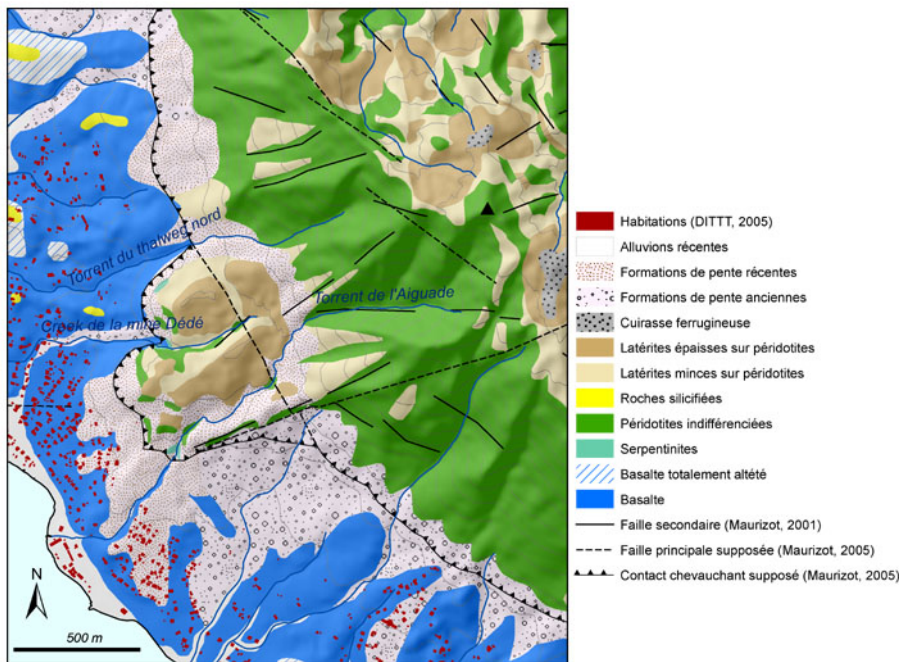 Torrent du thalweg nord
Torrent de l'Aiguade
Creek de la mine Dédé
N
500 m
Habitations (DITTT, 2005)
Alluvions récentes
Formations de pente récentes
Formations de pente anciennes
Cuirasse ferrugineuse
Latérites épaisses sur péridotites
Latérites minces sur péridotites
Roches silicifiées
Péridotites indifférenciées
Serpentinites
Basalte totalement altété
Basalte
Faille secondaire (Maurizot, 2001)
Faille principale supposée (Maurizot, 2005)
Contact chevauchant supposé (Maurizot, 2005)